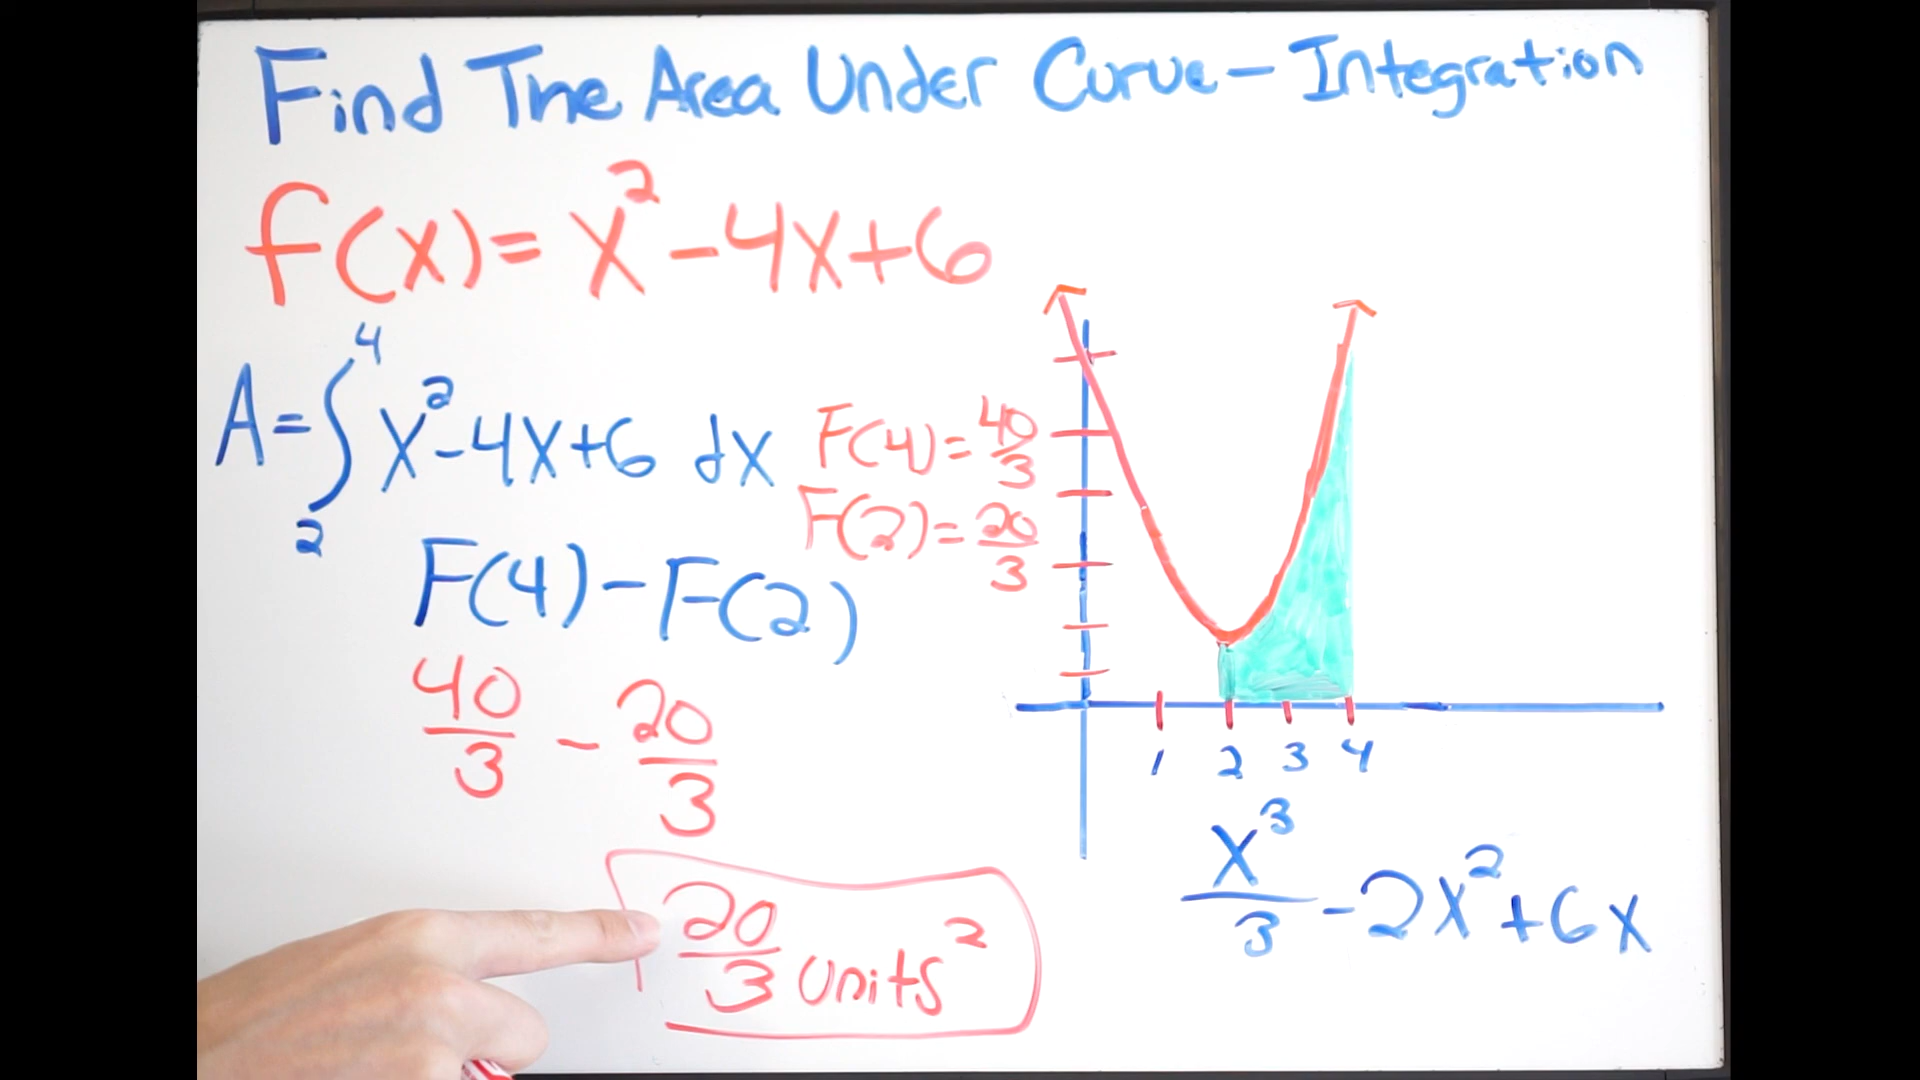 Find The Area Under Curve - Integration
f(x) = x² - 4x + 6
A = ∫₂⁴ x² - 4x + 6 dx
F(4) = 40/3
F(2) = 20/3
F(4) - F(2)
40/3 - 20/3
20/3 units²
1 2 3 4
x³/3 - 2x² + 6x